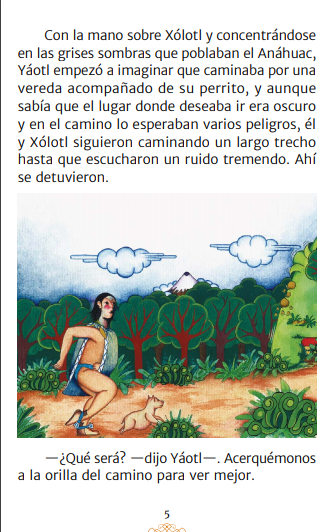 Con la mano sobre Xólotl y concentrándose
en las grises sombras que poblaban el Anáhuac,
Yáotl empezó a imaginar que caminaba por una
vereda acompañado de su perrito, y aunque
sabía que el lugar donde deseaba ir era oscuro
y en el camino lo esperaban varios peligros, él
y Xólotl siguieron caminando un largo trecho
hasta que escucharon un ruido tremendo. Ahí
se detuvieron.
—¿Qué será? —dijo Yáotl—. Acerquémonos
a la orilla del camino para ver mejor.
5